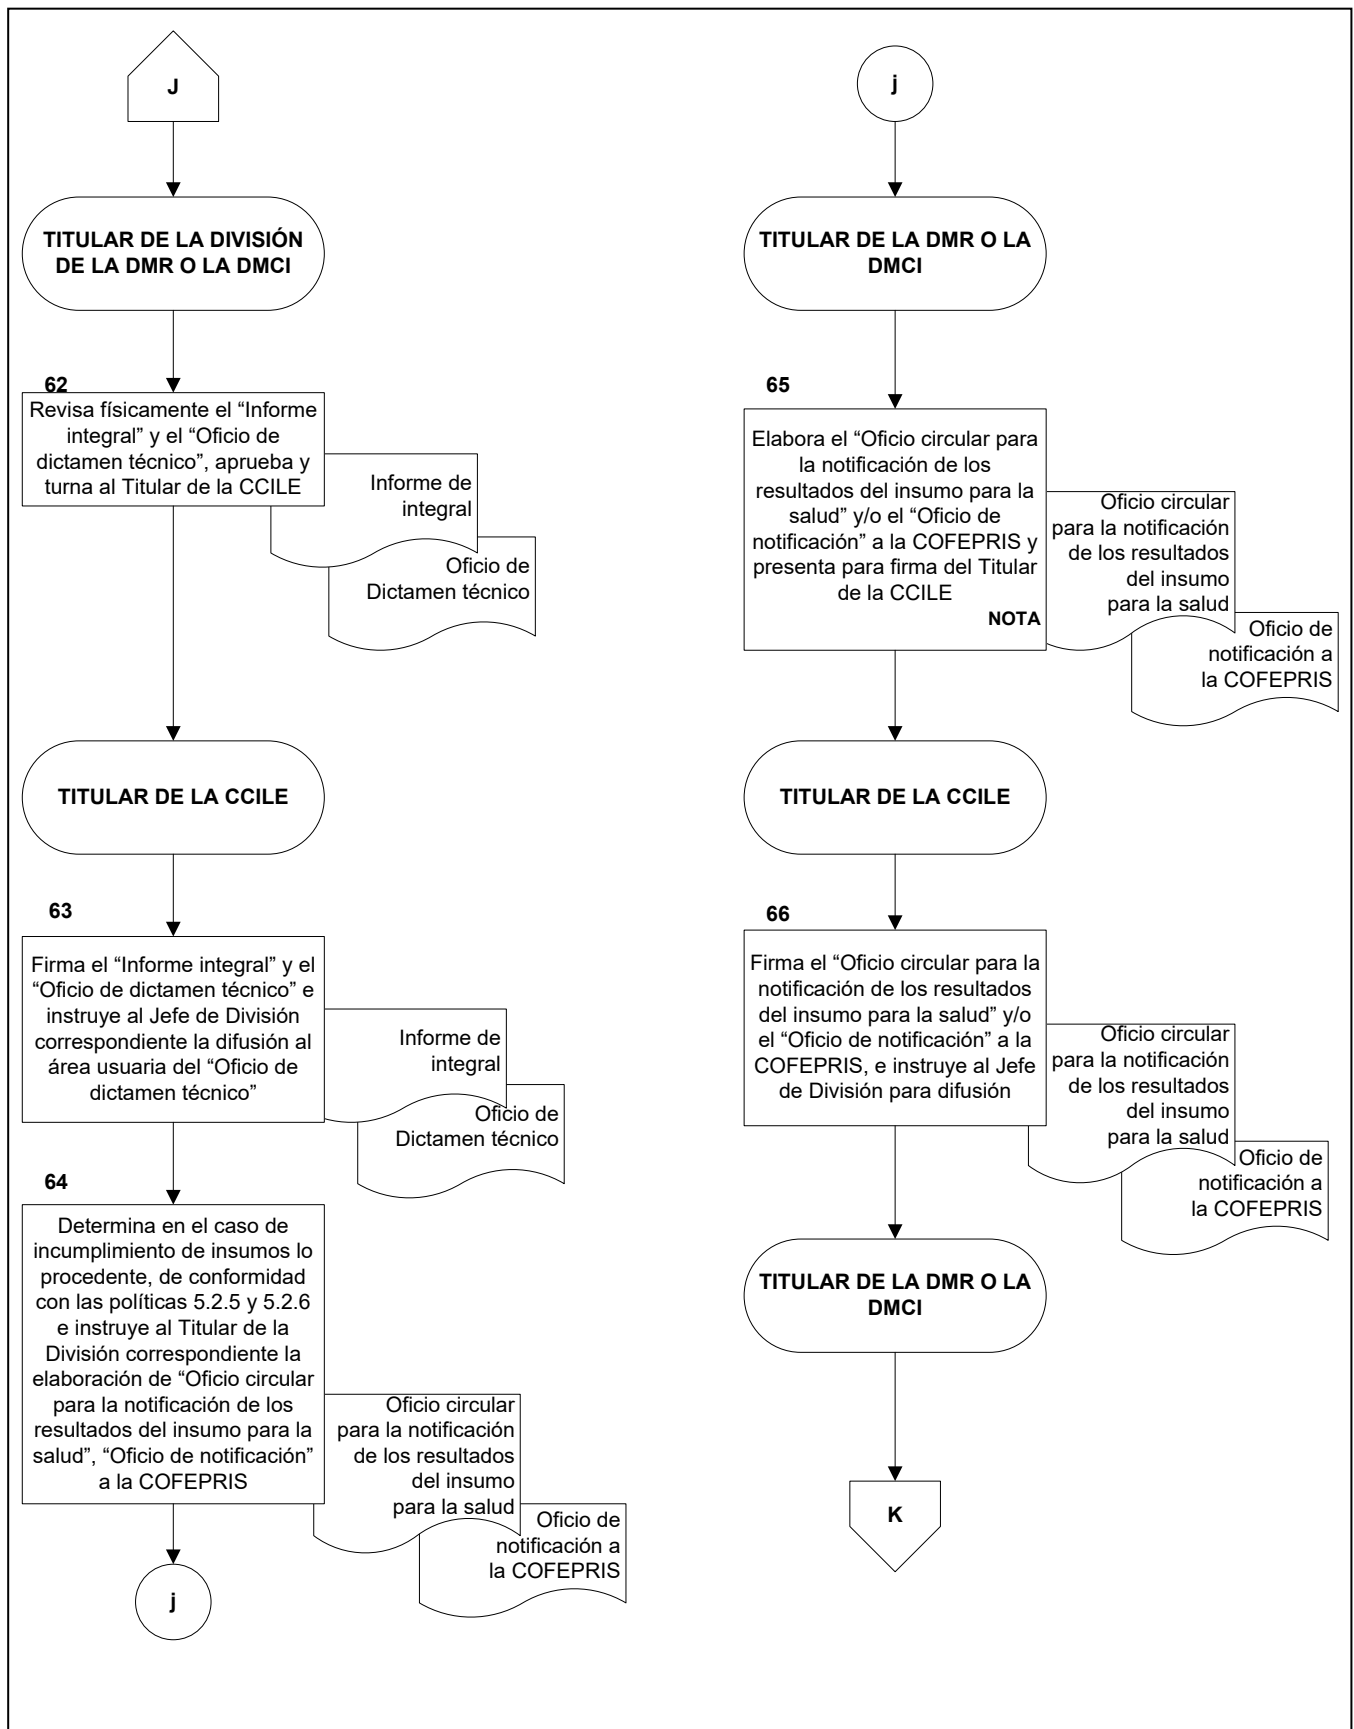 J
TITULAR DE LA DIVISIÓN
DE LA DMR O LA DMCI
62
Revisa físicamente el “Informe
integral” y el “Oficio de
dictamen técnico”, aprueba y
turna al Titular de la CCILE
Informe de
integral
Oficio de
Dictamen técnico
TITULAR DE LA CCILE
63
Firma el “Informe integral” y el
“Oficio de dictamen técnico” e
instruye al Jefe de División
correspondiente la difusión al
área usuaria del “Oficio de
dictamen técnico”
Informe de
integral
Oficio de
Dictamen técnico
64
Determina en el caso de
incumplimiento de insumos lo
procedente, de conformidad
con las políticas 5.2.5 y 5.2.6
e instruye al Titular de la
División correspondiente la
elaboración de “Oficio circular
para la notificación de los
resultados del insumo para la
salud”, “Oficio de notificación”
a la COFEPRIS
Oficio circular
para la notificación
de los resultados
del insumo
para la salud
Oficio de
notificación a
la COFEPRIS
j
j
TITULAR DE LA DMR O LA
DMCI
65
Elabora el “Oficio circular para
la notificación de los
resultados del insumo para la
salud” y/o el “Oficio de
notificación” a la COFEPRIS y
presenta para firma del Titular
de la CCILE
NOTA
Oficio circular
para la notificación
de los resultados
del insumo
para la salud
Oficio de
notificación a
la COFEPRIS
TITULAR DE LA CCILE
66
Firma el “Oficio circular para la
notificación de los resultados
del insumo para la salud” y/o
el “Oficio de notificación” a la
COFEPRIS, e instruye al Jefe
de División para difusión
Oficio circular
para la notificación
de los resultados
del insumo
para la salud
Oficio de
notificación a
la COFEPRIS
TITULAR DE LA DMR O LA
DMCI
K